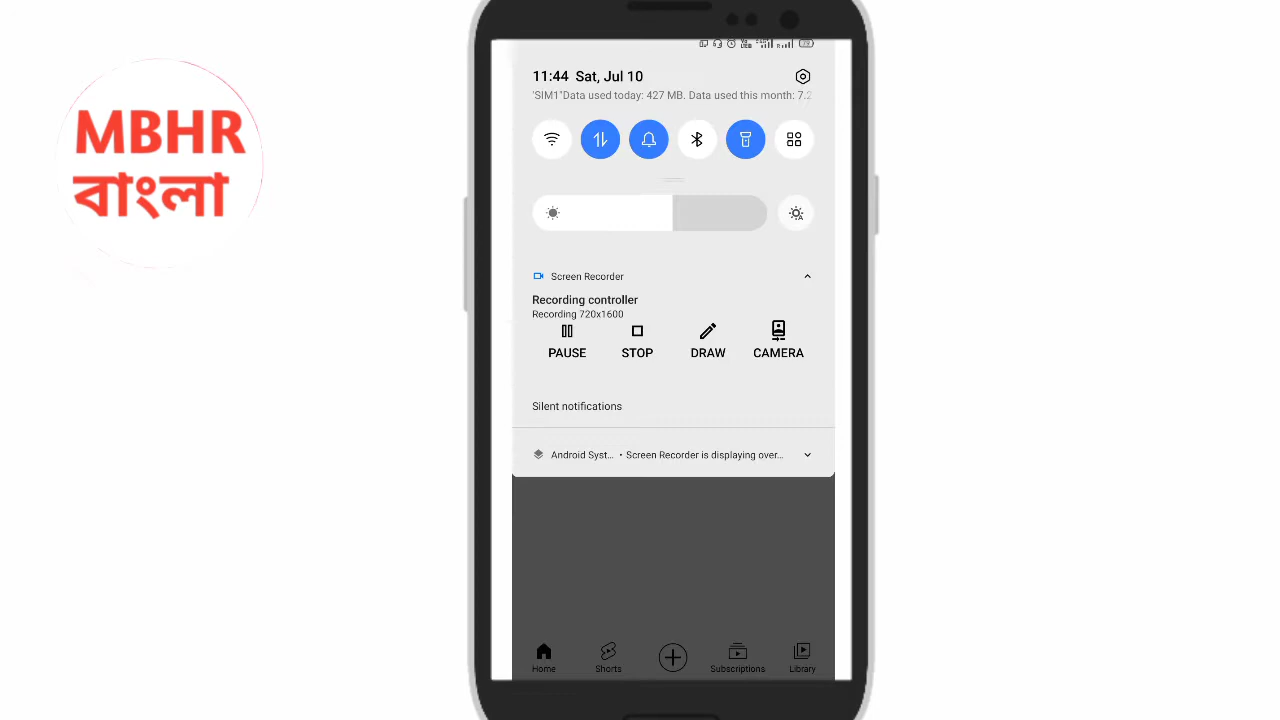 MBHR
বাংলা
11:44 Sat, Jul 10
'SIM1'Data used today: 427 MB. Data used this month: 7.2
Screen Recorder
Recording controller
Recording 720x1600
PAUSE STOP DRAW CAMERA
Silent notifications
Android Syst... • Screen Recorder is displaying over...
Home Shorts Subscriptions Library